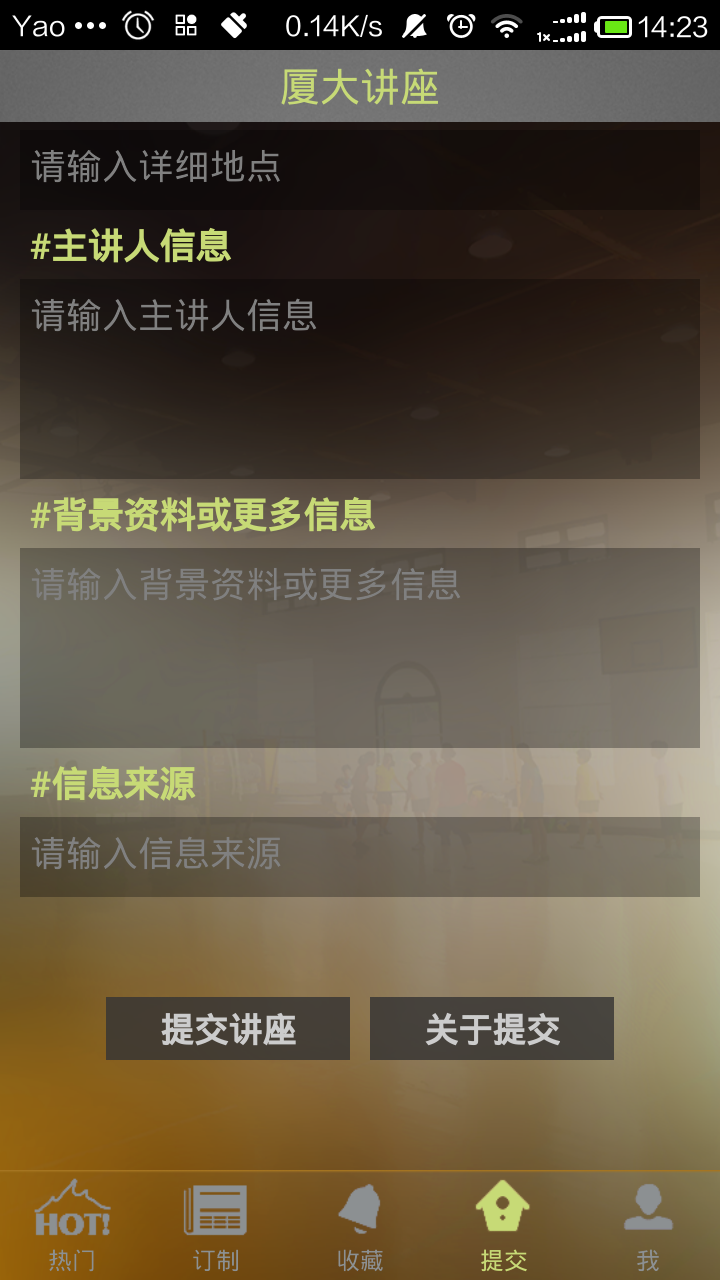 Yao ••• 0.14K/s 1× 14:23
厦大讲座
请输入详细地点
#主讲人信息
请输入主讲人信息
#背景资料或更多信息
请输入背景资料或更多信息
#信息来源
请输入信息来源
提交讲座 关于提交
HOT!
热门 订制 收藏 提交 我